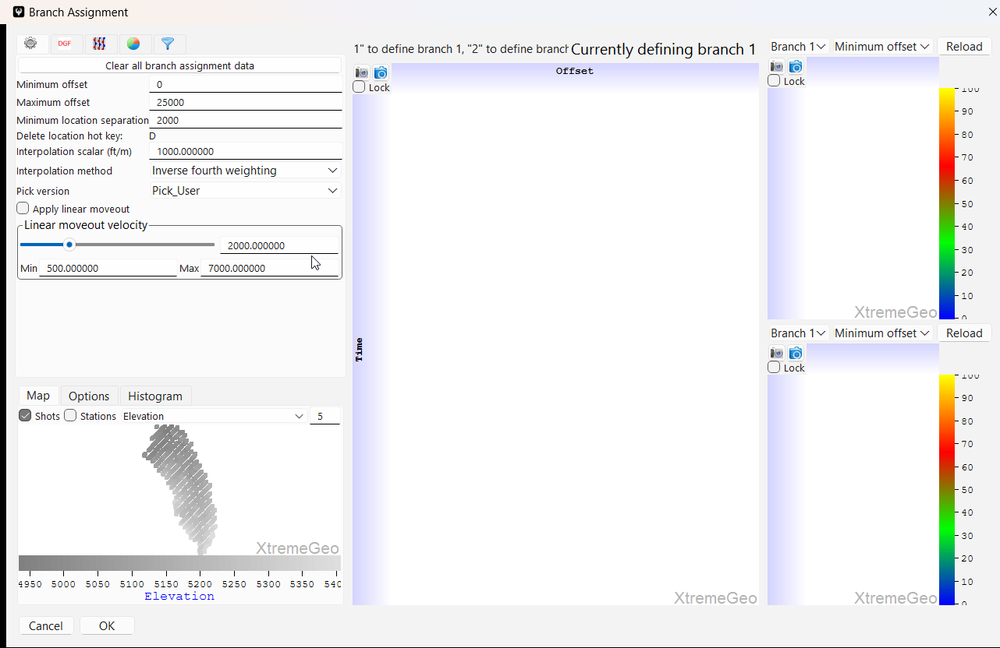 Branch Assignment
DGF
Clear all branch assignment data
Minimum offset 0
Maximum offset 25000
Minimum location separation 2000
Delete location hot key: D
Interpolation scalar (ft/m) 1000.000000
Interpolation method Inverse fourth weighting
Pick version Pick_User
Apply linear moveout
Linear moveout velocity
2000.000000
Min 500.000000 Max 7000.000000
Map Options Histogram
Shots Stations Elevation 5
XtremeGeo
4950 5000 5050 5100 5150 5200 5250 5300 5350 540
Elevation
Cancel OK
1" to define branch 1, "2" to define branch Currently defining branch 1
Lock
Offset
Time
XtremeGeo
Branch 1 Minimum offset Reload
Lock
100
90
80
70
60
50
40
30
20
10
0
XtremeGeo
Branch 1 Minimum offset Reload
Lock
100
90
80
70
60
50
40
30
20
10
0
XtremeGeo